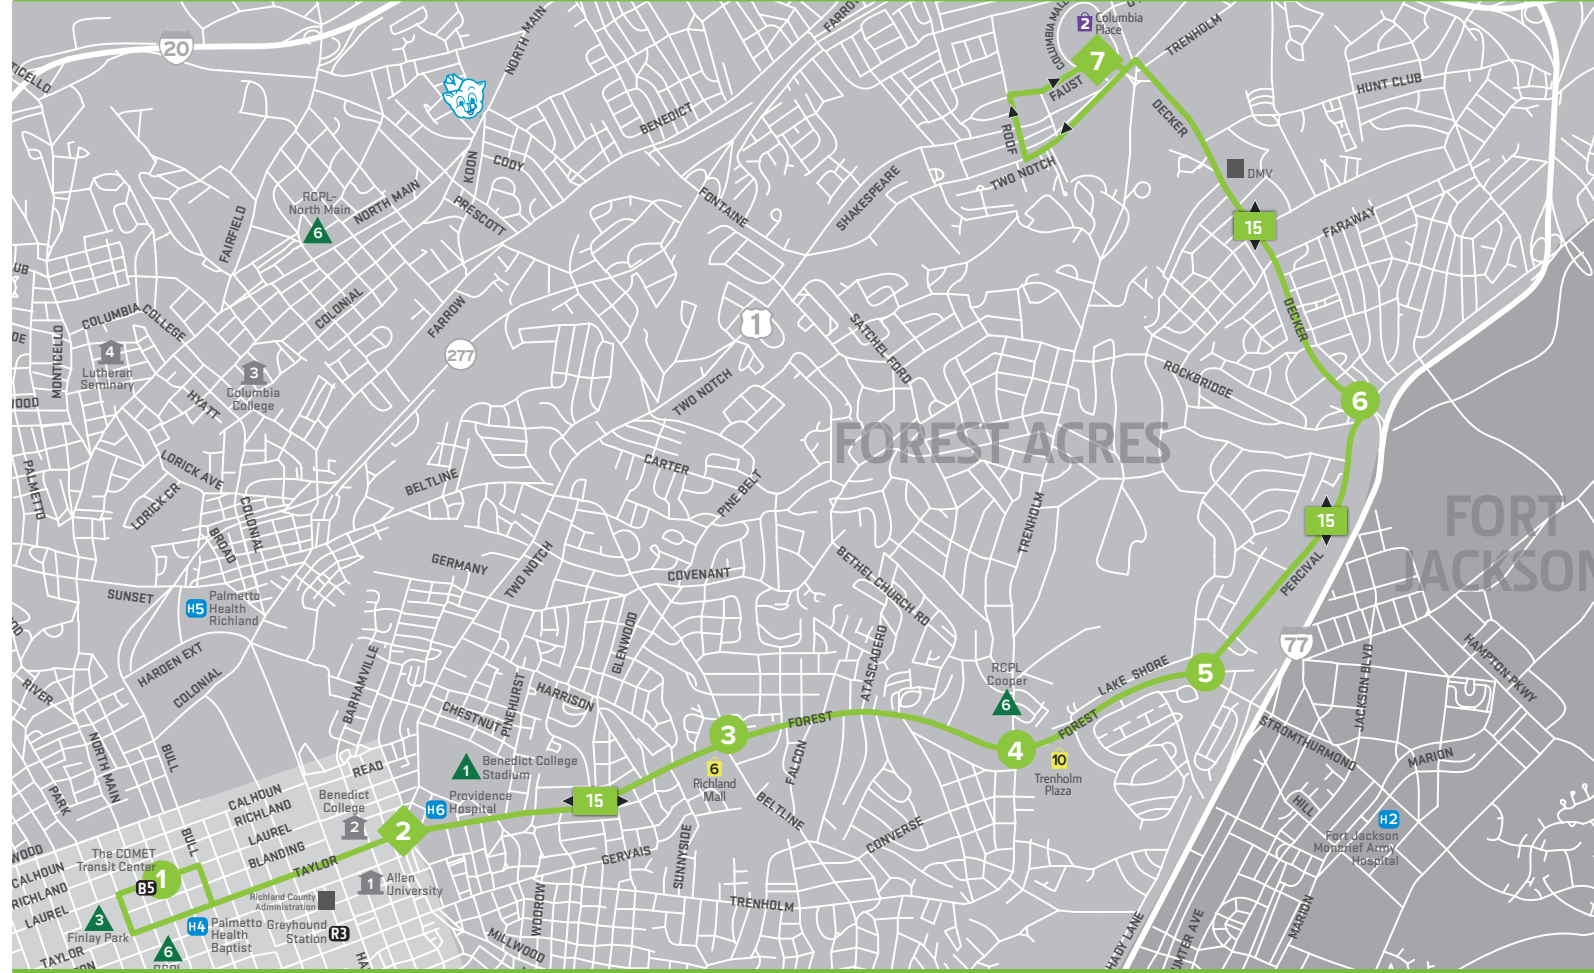 20
NORTH MAIN
2
Columbia
Place
COLUMBIA MALL
TRENHOLM
7
FAUST
HUNT CLUB
DECKER
BENEDICT
ROOF
TWO NOTCH
DMV
KOON
CODY
RCPL-
North Main
6
NORTH MAIN
PRESCOTT
FAIRFIELD
FONTAINE
SHAKESPEARE
15
FARAWAY
COLUMBIA COLLEGE
COLONIAL
FARROW
1
SATCHEL FORD
DECKER
MONTICELLO
4
Lutheran
Seminary
3
Columbia
College
277
HYATT
TWO NOTCH
ROCKBRIDGE
6
FOREST ACRES
PALMETTO
LORICK AVE
LORICK CR
COLONIAL
BROAD
BELTLINE
CARTER
PINE BELT
TRENHOLM
15
FORT
JACKSON
GERMANY
TWO NOTCH
COVENANT
BETHEL CHURCH RD
PERCIVAL
SUNSET
H5
Palmetto
Health
Richland
HARDEN EXT
COLONIAL
GLENWOOD
ATASCADERO
77
HAMPTON PKWY
JACKSON BLVD
RIVER
BARHAMVILLE
PINEHURST
HARRISON
CHESTNUT
RCPL
Cooper
6
LAKE SHORE
5
NORTH MAIN
BULL
3
FOREST
4
FOREST
STROMTHURMOND
MARION
PARK
READ
1
Benedict College
Stadium
6
Richland
Mall
FALCON
10
Trenholm
Plaza
CALHOUN
RICHLAND
LAUREL
BLANDING
TAYLOR
Benedict
College
2
H6
Providence
Hospital
2
15
BELTLINE
CONVERSE
HILL
H2
Fort Jackson
Moncrief Army
Hospital
BULL
The COMET
Transit Center
B5
1
CALHOUN
RICHLAND
LAUREL
TAYLOR
3
Finlay Park
H4
Palmetto
Health
Baptist
6
Richland County
Administration
Greyhound
Station
R3
1
Allen
University
GERVAIS
SUNNYSIDE
WOODROW
TRENHOLM
MILLWOOD
MARION